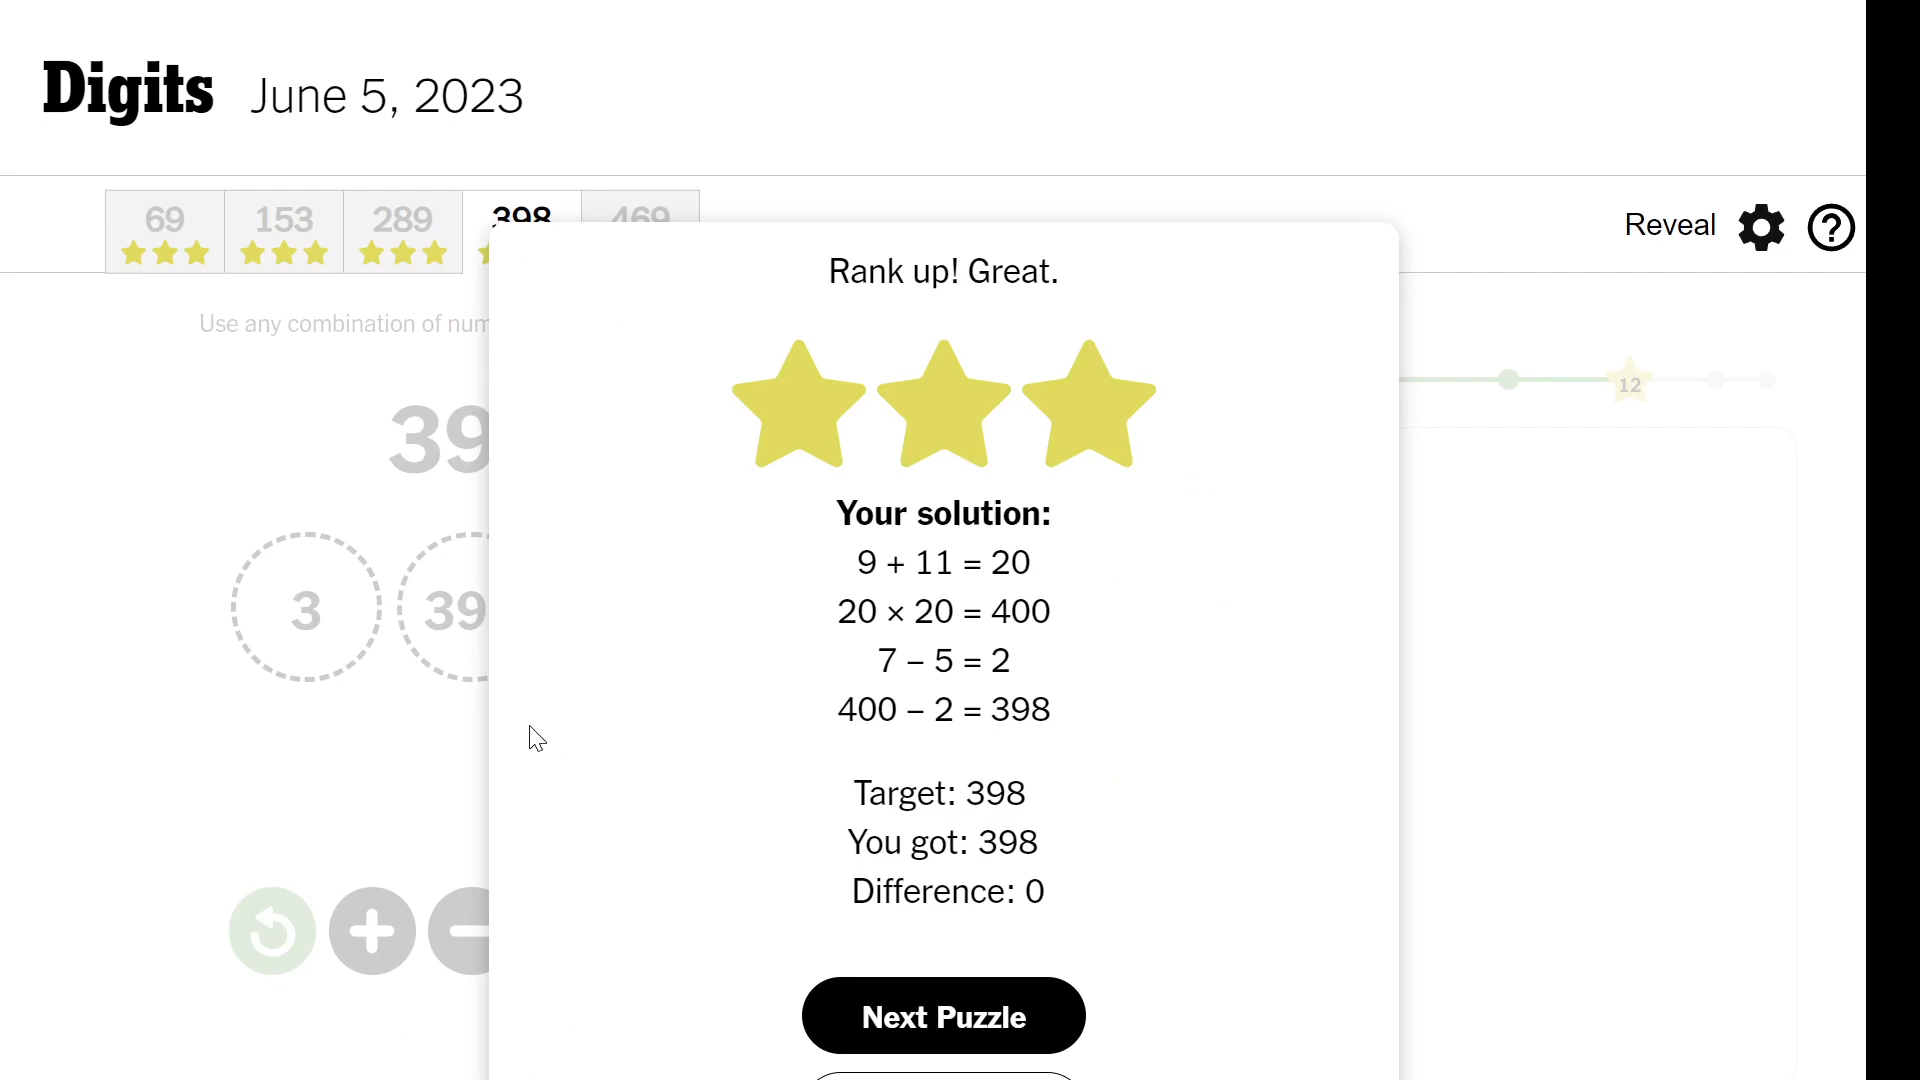 Digits June 5, 2023
69 153 289 398 469
Reveal
Rank up! Great.
Use any combination of num
12
39
3 39
Your solution:
9 + 11 = 20
20 × 20 = 400
7 – 5 = 2
400 – 2 = 398
Target: 398
You got: 398
Difference: 0
Next Puzzle